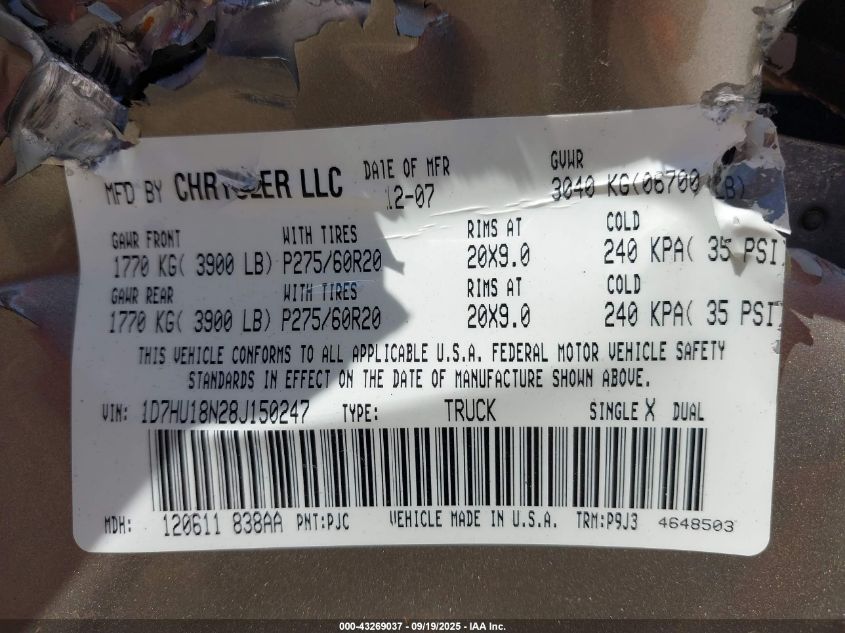 MFD BY CHRYSLER LLC DATE OF MFR 12-07 GVWR 3040 KG(06700 LB)
GAWR FRONT WITH TIRES RIMS AT COLD
1770 KG( 3900 LB) P275/60R20 20X9.0 240 KPA( 35 PSI)
GAWR REAR WITH TIRES RIMS AT COLD
1770 KG( 3900 LB) P275/60R20 20X9.0 240 KPA( 35 PSI
THIS VEHICLE CONFORMS TO ALL APPLICABLE U.S.A. FEDERAL MOTOR VEHICLE SAFETY
STANDARDS IN EFFECT ON THE DATE OF MANUFACTURE SHOWN ABOVE.
VIN: 1D7HU18N28J150247 TYPE: TRUCK SINGLE X DUAL
MDH: 120611 838AA PNT:PJC VEHICLE MADE IN U.S.A. TRM:P9J3 4648503
000-43269037 - 09/19/2025 - IAA Inc.